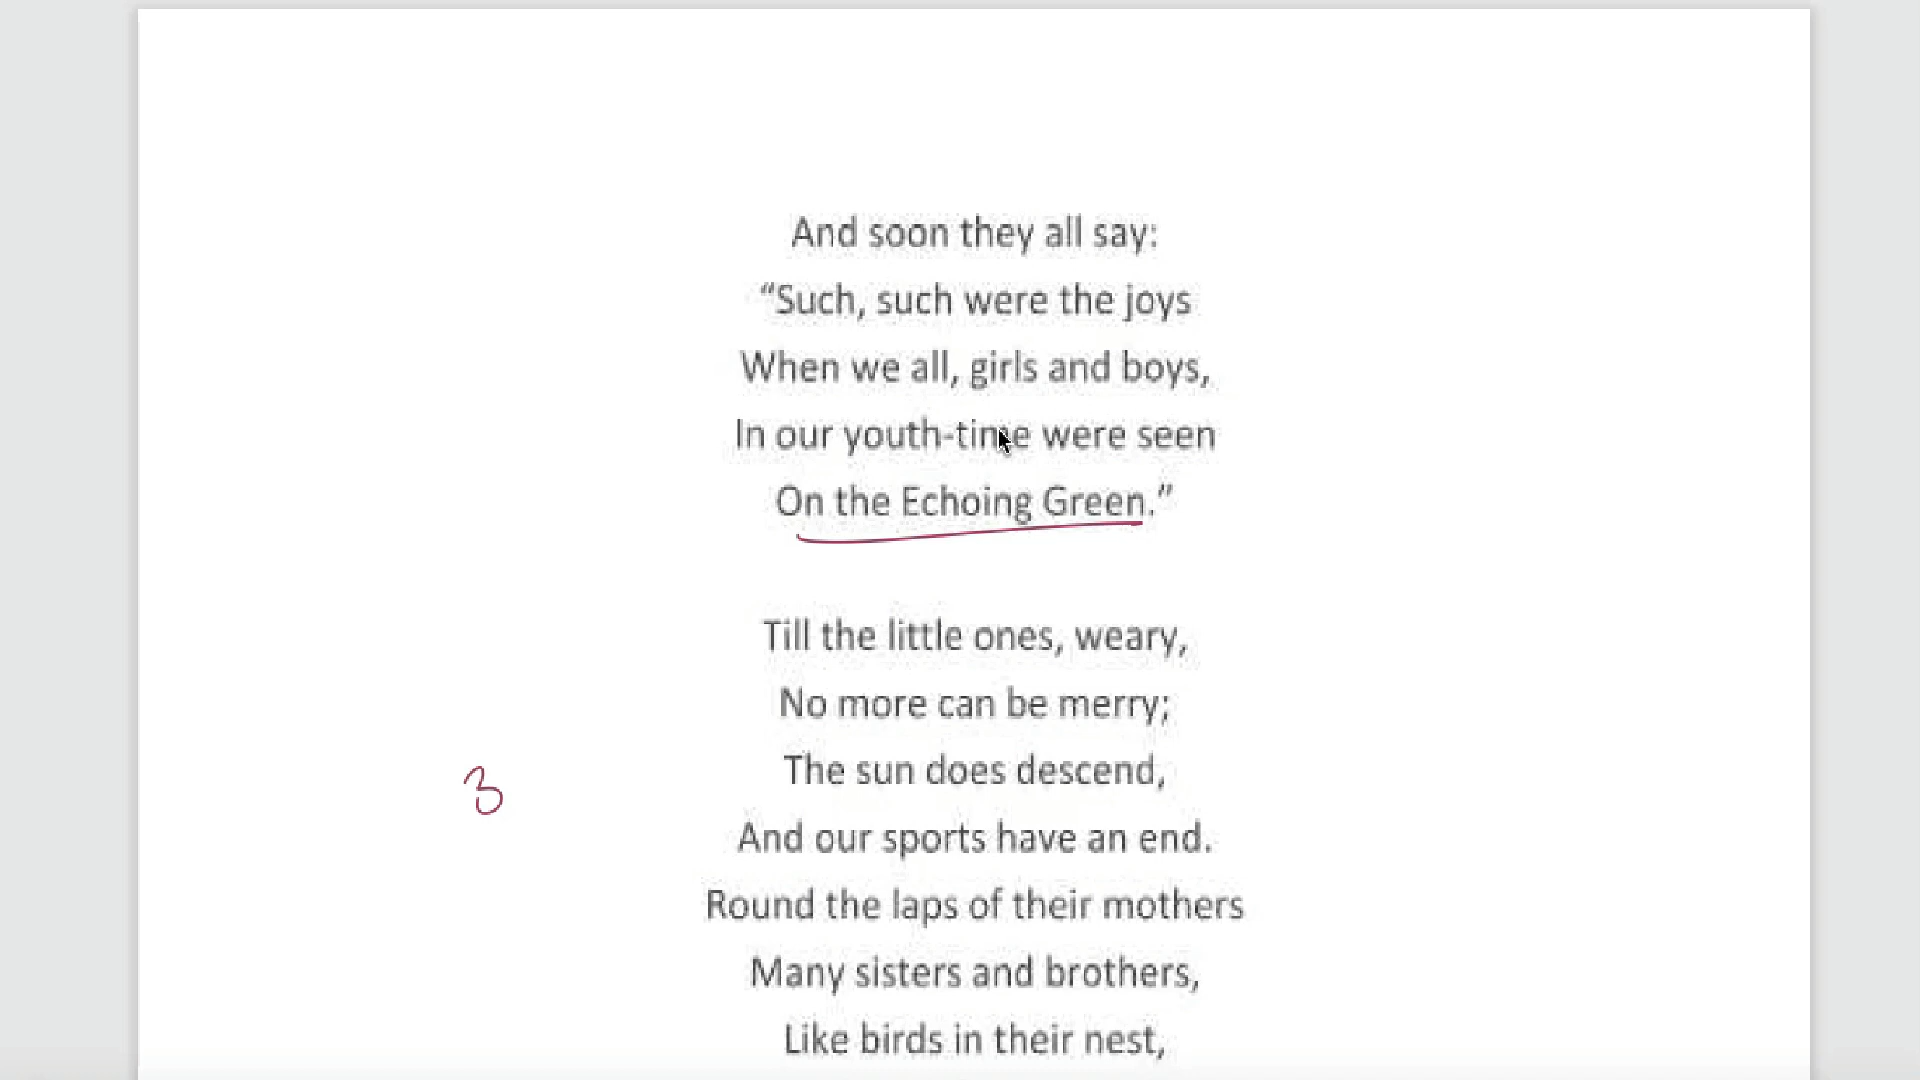 And soon they all say:
“Such, such were the joys
When we all, girls and boys,
In our youth-time were seen
On the Echoing Green.”
Till the little ones, weary,
No more can be merry;
3
The sun does descend,
And our sports have an end.
Round the laps of their mothers
Many sisters and brothers,
Like birds in their nest,